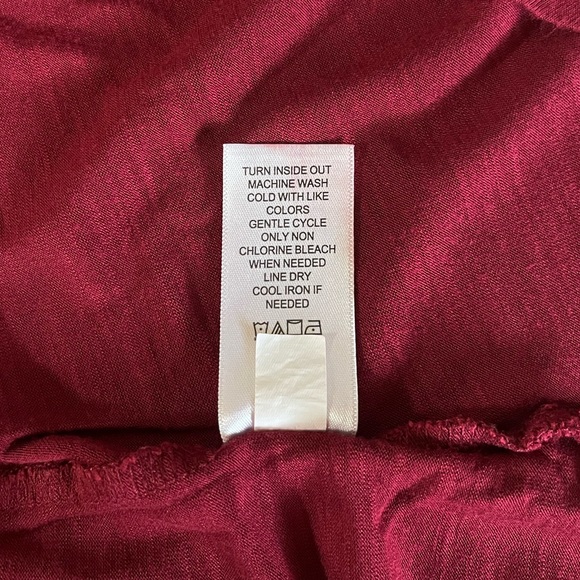 TURN INSIDE OUT
MACHINE WASH
COLD WITH LIKE
COLORS
GENTLE CYCLE
ONLY NON
CHLORINE BLEACH
WHEN NEEDED
LINE DRY
COOL IRON IF
NEEDED